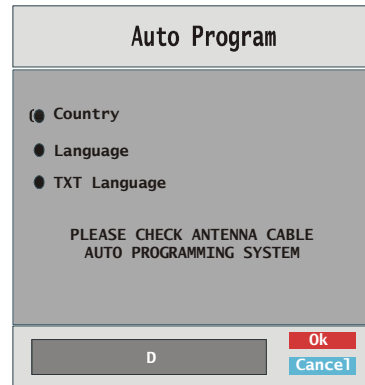 Auto Program
Country
Language
TXT Language
PLEASE CHECK ANTENNA CABLE
AUTO PROGRAMMING SYSTEM
D
Ok
Cancel